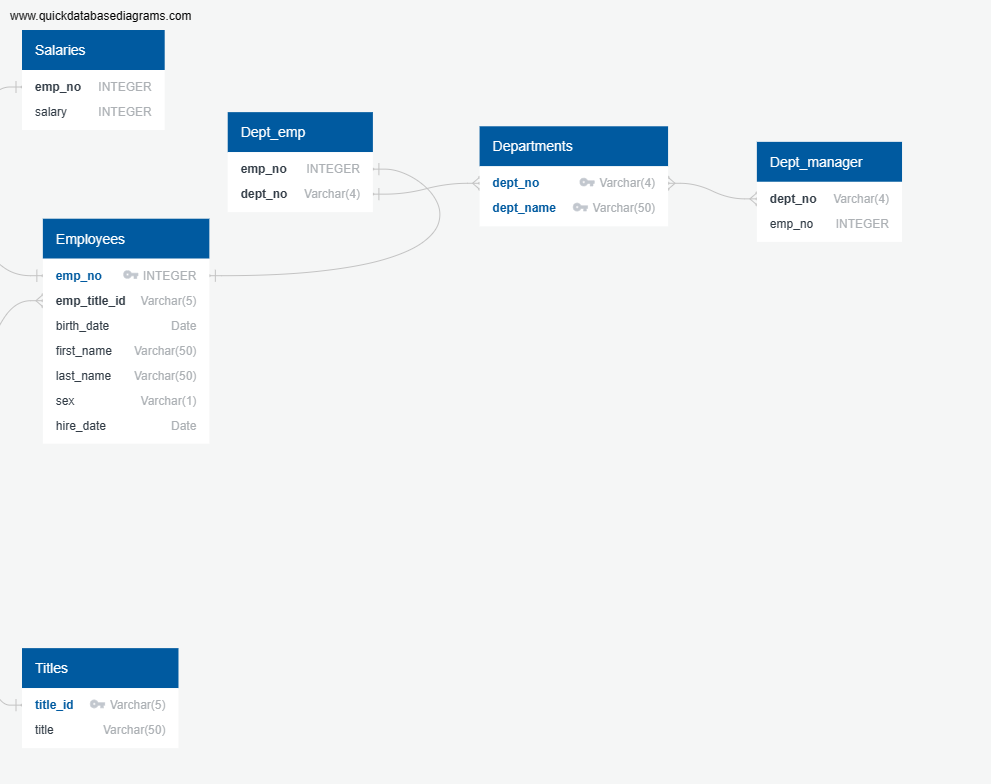 www.quickdatabasediagrams.com
Salaries
emp_no INTEGER
salary INTEGER
Dept_emp
emp_no INTEGER
dept_no Varchar(4)
Departments
dept_no Varchar(4)
dept_name Varchar(50)
Dept_manager
dept_no Varchar(4)
emp_no INTEGER
Employees
emp_no INTEGER
emp_title_id Varchar(5)
birth_date Date
first_name Varchar(50)
last_name Varchar(50)
sex Varchar(1)
hire_date Date
Titles
title_id Varchar(5)
title Varchar(50)